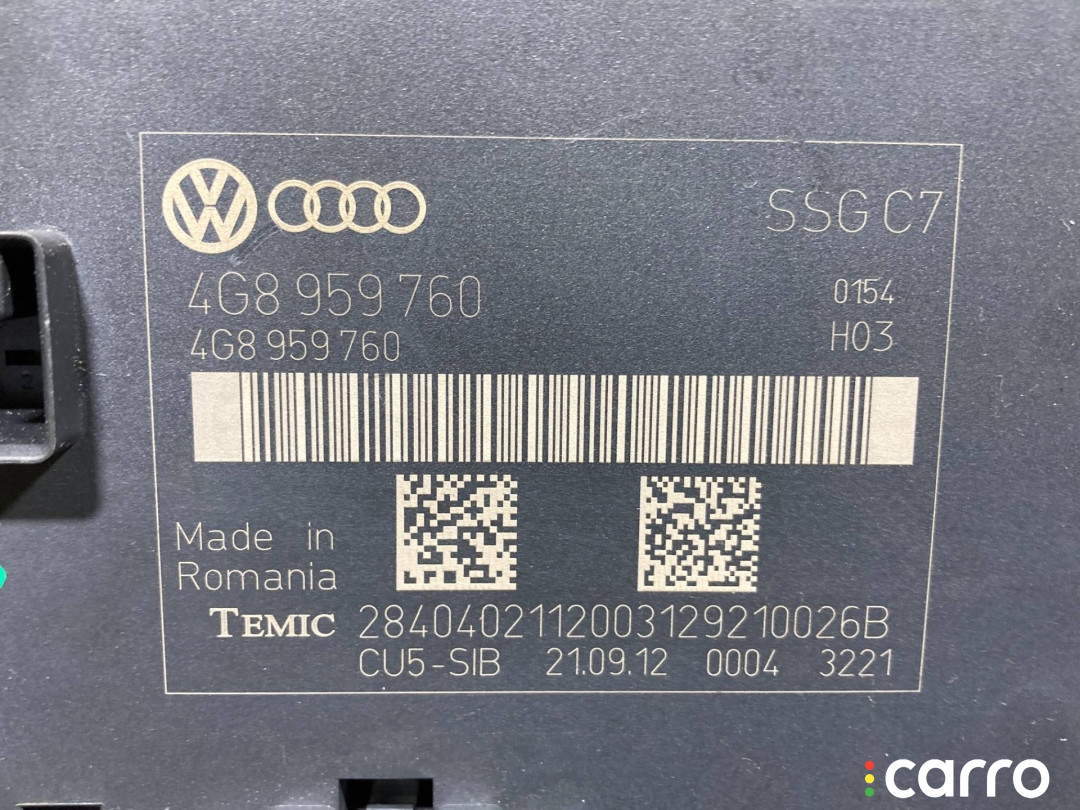 SSG C7
4G8 959 760
0154
4G8 959 760
H03
Made in
Romania
TEMIC 2840402112003129210026B
CU5-SIB 21.09.12 0004 3221
carro